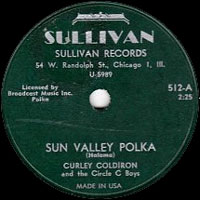 SULLIVAN
SULLIVAN RECORDS
54 W. Randolph St., Chicago 1, Ill.
U-5989
Licensed by
Broadcast Music Inc.
Polka
512-A
2:25
SUN VALLEY POLKA
(Halama)
CURLEY COLDIRON
and the Circle C Boys
MADE IN USA